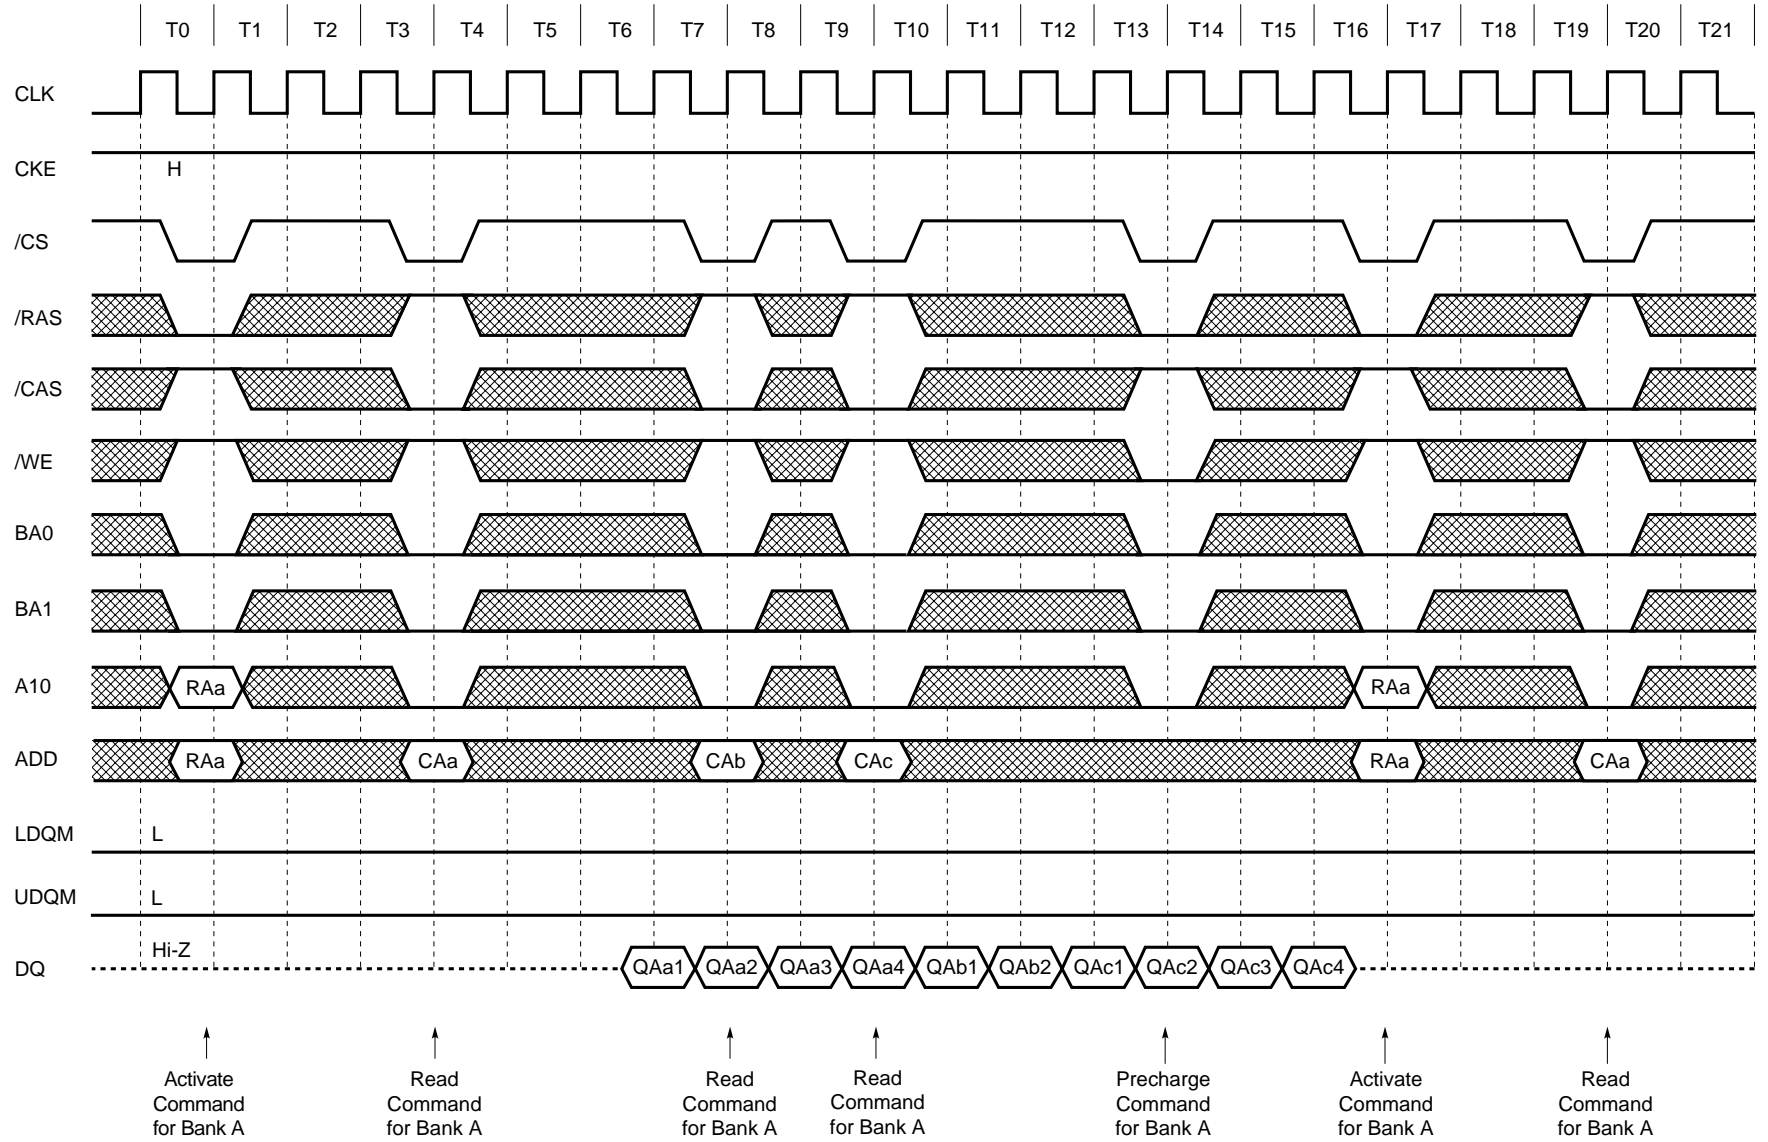 T0 T1 T2 T3 T4 T5 T6 T7 T8 T9 T10 T11 T12 T13 T14 T15 T16 T17 T18 T19 T20 T21
CLK
CKE H
/CS
/RAS
/CAS
/WE
BA0
BA1
A10 RAa RAa
ADD RAa CAa CAb CAc RAa CAa
LDQM L
UDQM L
Hi-Z
DQ QAa1 QAa2 QAa3 QAa4 QAb1 QAb2 QAc1 QAc2 QAc3 QAc4
Activate
Command
for Bank A
Read
Command
for Bank A
Read
Command
for Bank A
Read
Command
for Bank A
Precharge
Command
for Bank A
Activate
Command
for Bank A
Read
Command
for Bank A